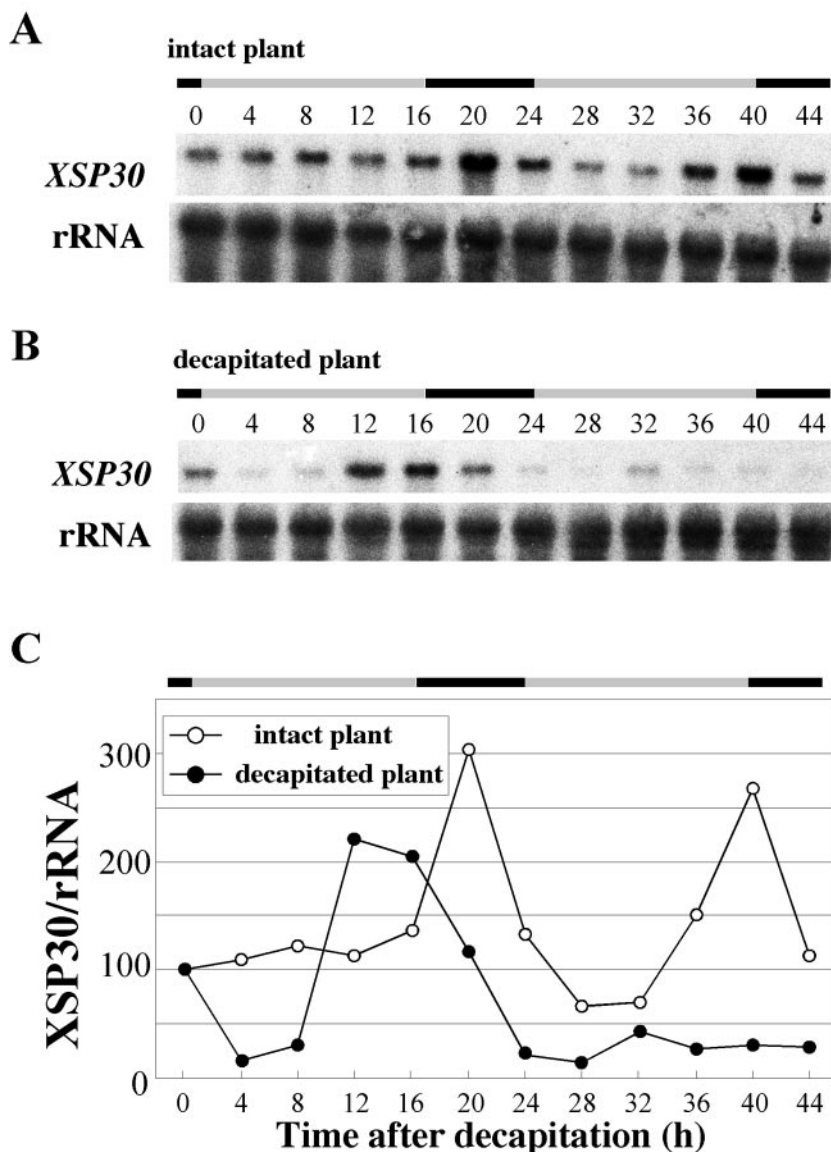 A
intact plant
0 4 8 12 16 20 24 28 32 36 40 44
XSP30
rRNA
B
decapitated plant
0 4 8 12 16 20 24 28 32 36 40 44
XSP30
rRNA
C
intact plant
decapitated plant
300
200
100
0
XSP30/rRNA
0 4 8 12 16 20 24 28 32 36 40 44
Time after decapitation (h)